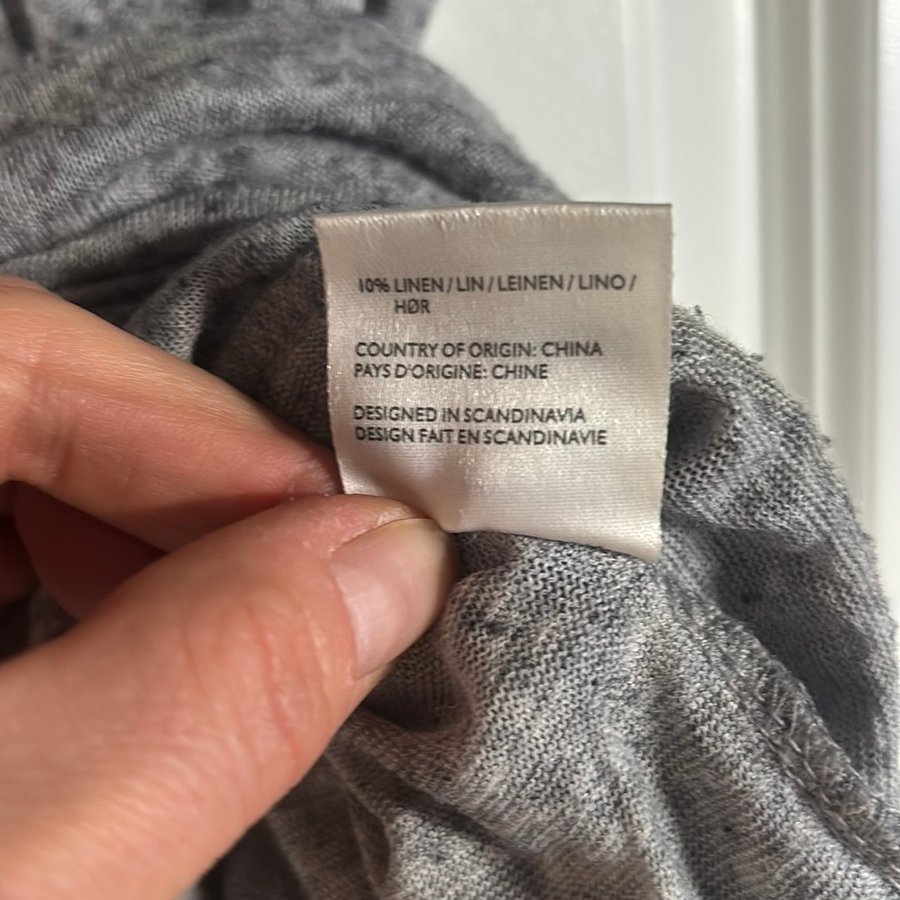 10% LINEN / LIN / LEINEN / LINO /
HØR
COUNTRY OF ORIGIN: CHINA
PAYS D'ORIGINE: CHINE
DESIGNED IN SCANDINAVIA
DESIGN FAIT EN SCANDINAVIE